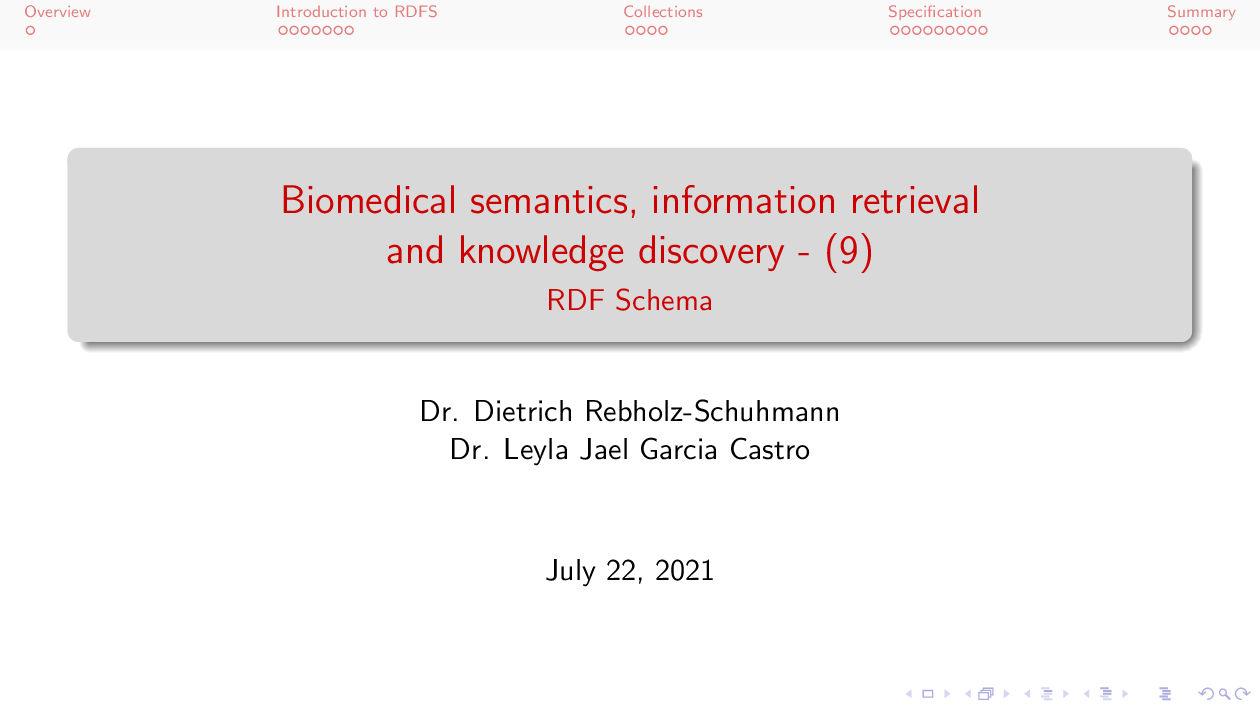 Overview
Introduction to RDFS
Collections
Specification
Summary
Biomedical semantics, information retrieval
and knowledge discovery - (9)
RDF Schema
Dr. Dietrich Rebholz-Schuhmann
Dr. Leyla Jael Garcia Castro
July 22, 2021